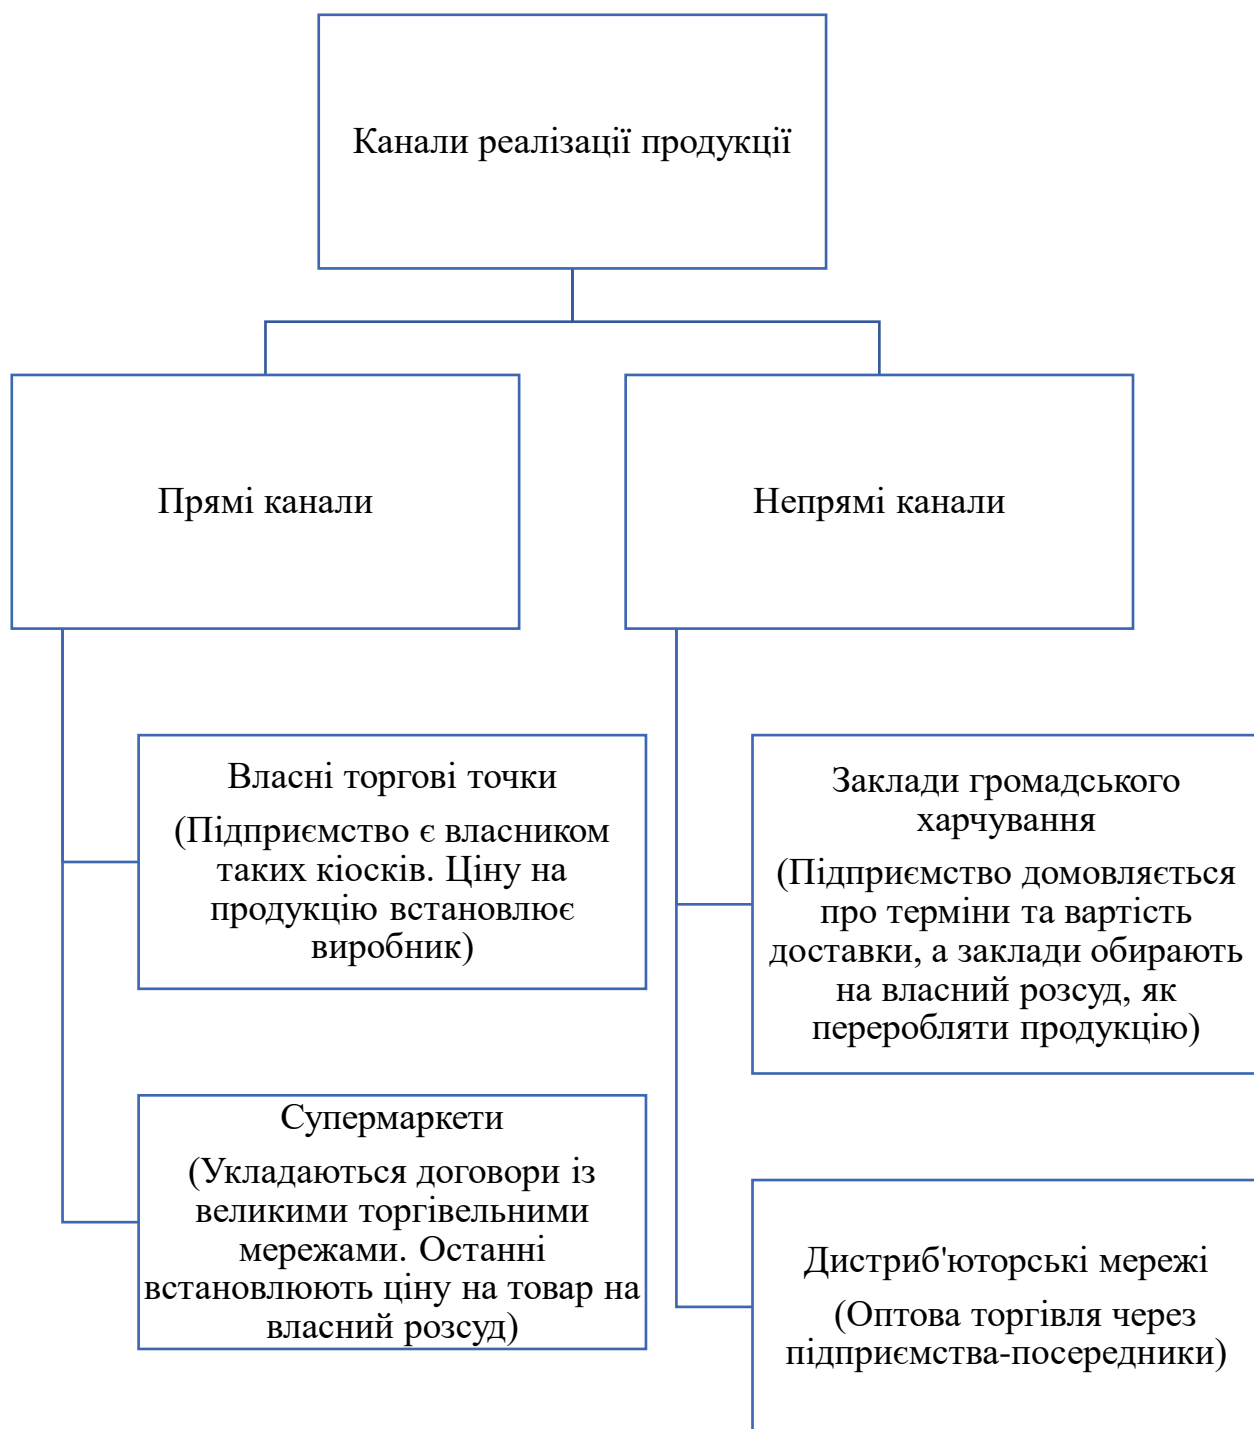 Канали реалізації продукції
Прямі канали
Непрямі канали
Власні торгові точки
(Підприємство є власником
таких кіосків. Ціну на
продукцію встановлює
виробник)
Супермаркети
(Укладаються договори із
великими торгівельними
мережами. Останні
встановлюють ціну на товар на
власний розсуд)
Заклади громадського
харчування
(Підприємство домовляється
про терміни та вартість
доставки, а заклади обирають
на власний розсуд, як
переробляти продукцію)
Дистриб'юторські мережі
(Оптова торгівля через
підприємства-посередники)